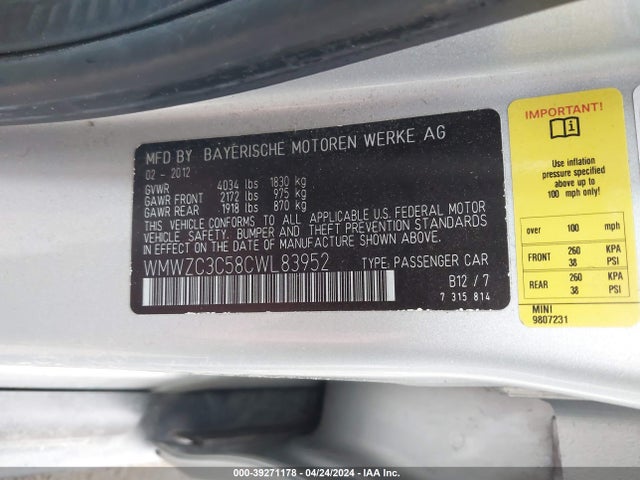 MFD BY BAYERISCHE MOTOREN WERKE AG
02 - 2012
GVWR 4034 lbs 1830 kg
GAWR FRONT 2172 lbs 975 kg
GAWR REAR 1918 lbs 870 kg
THIS VEHICLE CONFORMS TO ALL APPLICABLE U.S. FEDERAL MOTOR
VEHICLE SAFETY, BUMPER, AND THEFT PREVENTION STANDARDS
IN EFFECT ON THE DATE OF MANUFACTURE SHOWN ABOVE.
WMWZC3C58CWL83952 TYPE: PASSENGER CAR
B12 / 7
7 315 814
IMPORTANT!
Use inflation
pressure specified
above up to
100 mph only!
over 100 mph
FRONT 260 KPA
38 PSI
REAR 260 KPA
38 PSI
MINI
9807231
000-39271178 - 04/24/2024 - IAA Inc.